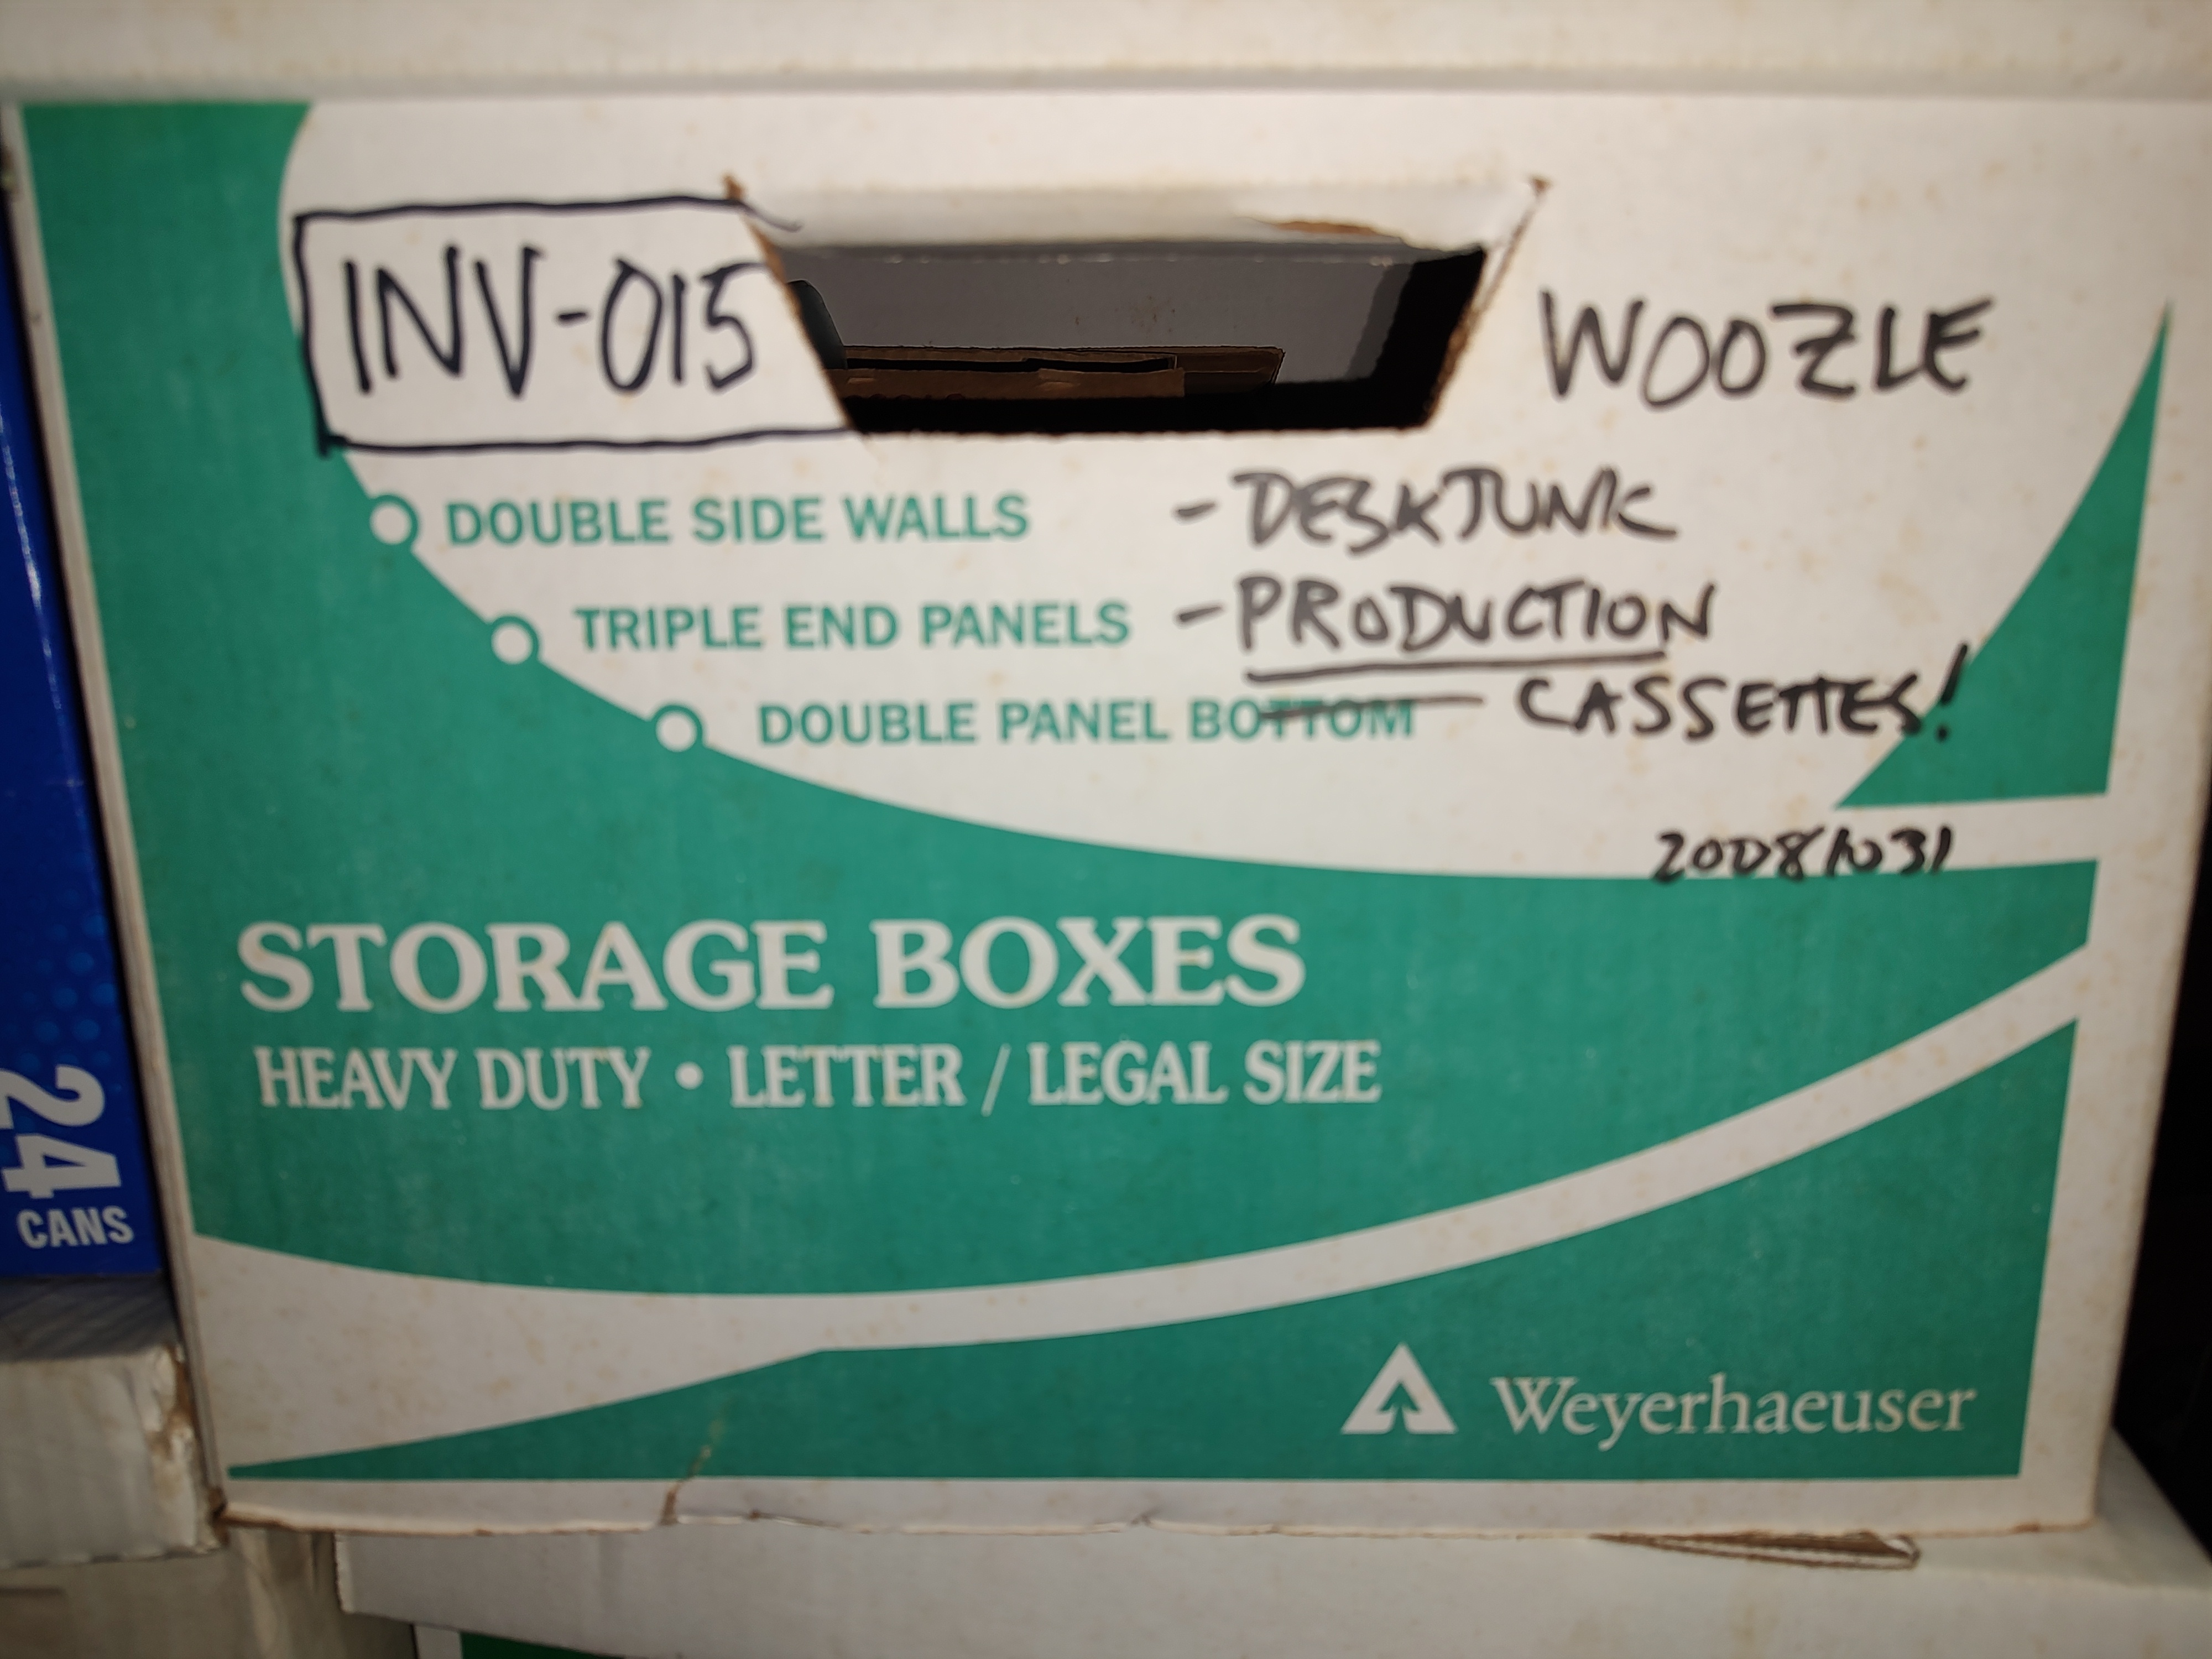 INV-015
WOOZLE
DOUBLE SIDE WALLS
- DESKJUNK
TRIPLE END PANELS
- PRODUCTION
DOUBLE PANEL BOTTOM
CASSETTES!
20081031
STORAGE BOXES
HEAVY DUTY • LETTER / LEGAL SIZE
Weyerhaeuser
24
CANS